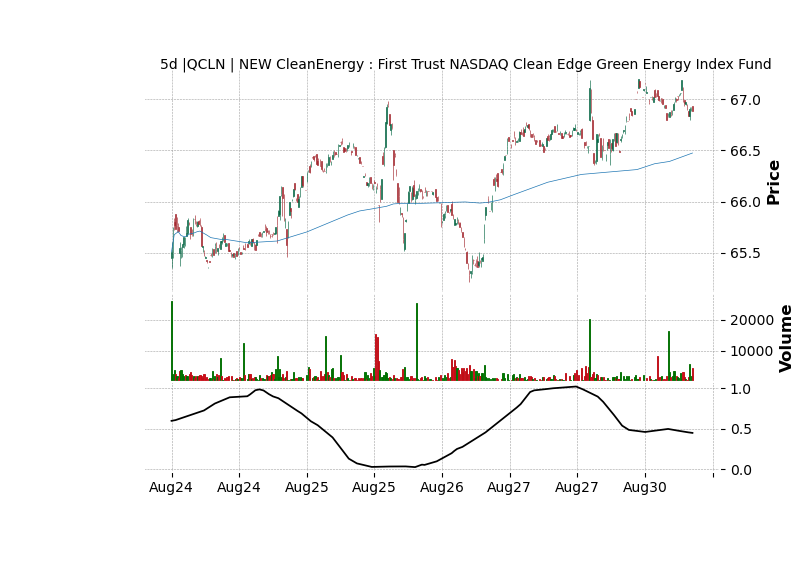 5d |QCLN | NEW CleanEnergy : First Trust NASDAQ Clean Edge Green Energy Index Fund
67.0
66.5
66.0
65.5
Price
20000
10000
Volume
1.0
0.5
0.0
Aug24 Aug24 Aug25 Aug25 Aug26 Aug27 Aug27 Aug30